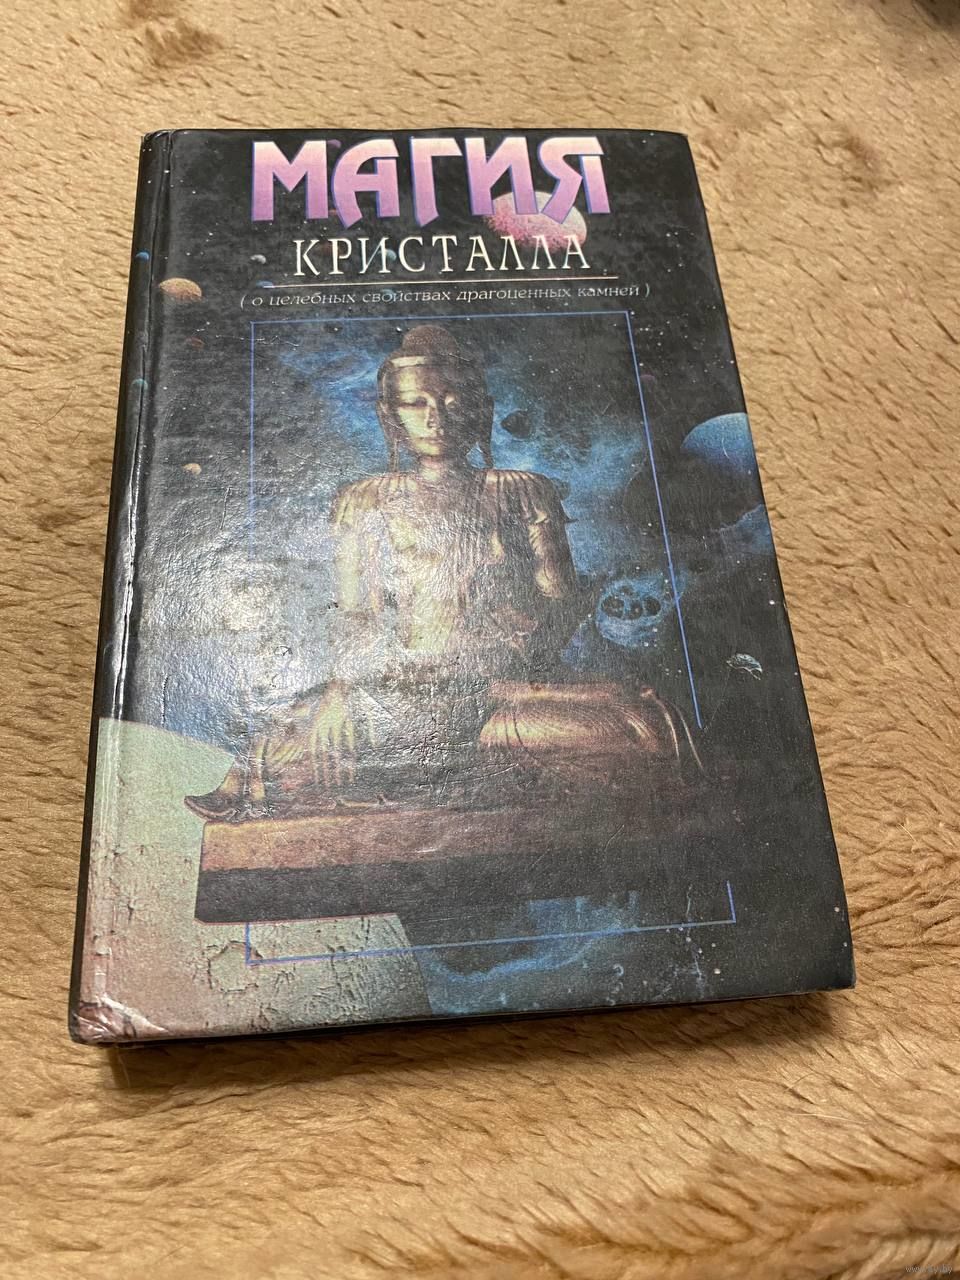 МАГИЯ
КРИСТАЛЛА
( о целебных свойствах драгоценных камней )